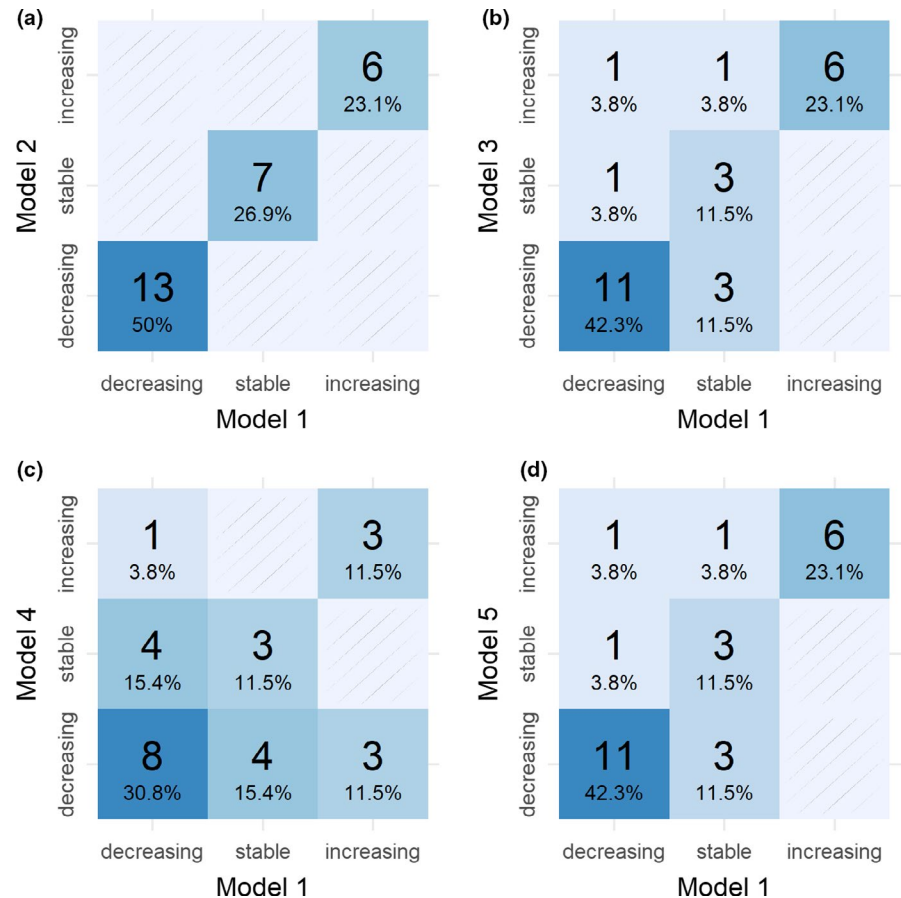 (a)
Model 2
increasing
stable
decreasing
6
23.1%
7
26.9%
13
50%
decreasing stable increasing
Model 1
(b)
Model 3
increasing
stable
decreasing
1 1 6
3.8% 3.8% 23.1%
1 3
3.8% 11.5%
11 3
42.3% 11.5%
decreasing stable increasing
Model 1
(c)
Model 4
increasing
stable
decreasing
1 3
3.8% 11.5%
4 3
15.4% 11.5%
8 4 3
30.8% 15.4% 11.5%
decreasing stable increasing
Model 1
(d)
Model 5
increasing
stable
decreasing
1 1 6
3.8% 3.8% 23.1%
1 3
3.8% 11.5%
11 3
42.3% 11.5%
decreasing stable increasing
Model 1